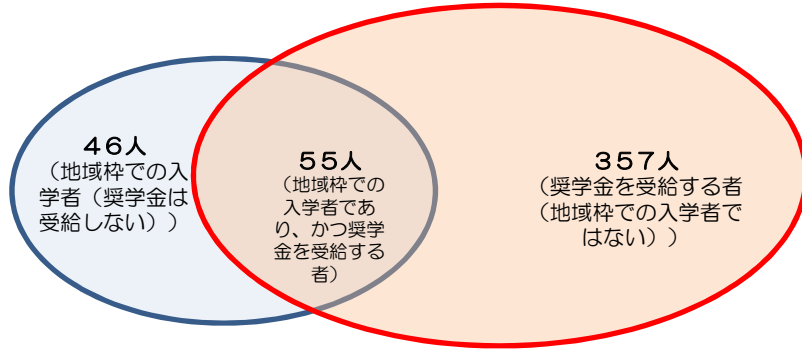 ４６人
（地域枠での入
学者（奨学金は
受給しない））
５５人
（地域枠での
入学者であ
り、かつ奨学
金を受給する
者）
３５７人
（奨学金を受給する者
（地域枠での入学者で
はない））